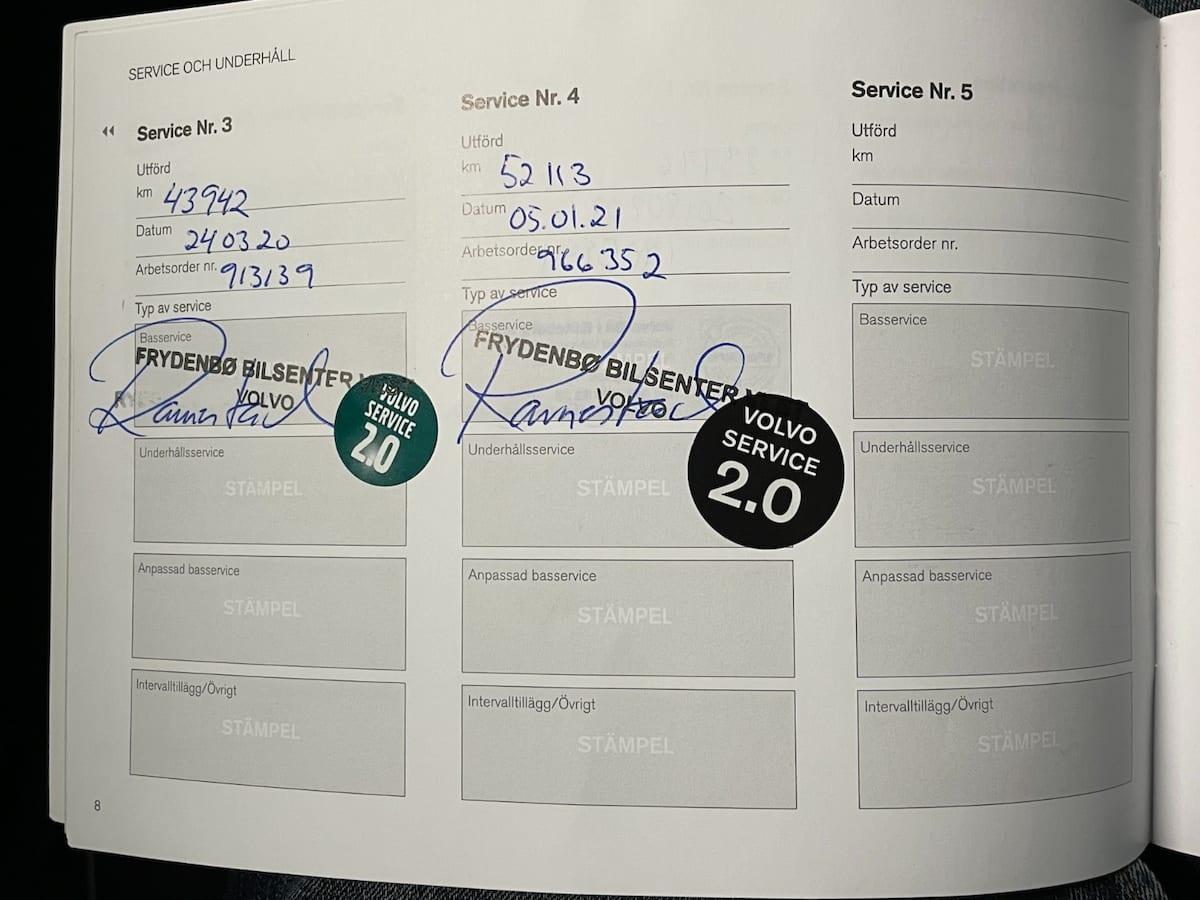 SERVICE OCH UNDERHÅLL
Service Nr. 3
Utförd
km 43942
Datum 240320
Arbetsorder nr. 913139
Typ av service
Basservice
FRYDENBØ BILSENTER
VOLVO
VOLVO
SERVICE
2.0
Underhållsservice
STÄMPEL
Anpassad basservice
STÄMPEL
Intervalltillägg/Övrigt
STÄMPEL
8
Service Nr. 4
Utförd
km 52113
Datum 05.01.21
Arbetsorder nr. 966352
Typ av service
Basservice
FRYDENBØ BILSENTER
VOLVO
VOLVO
SERVICE
2.0
Underhållsservice
STÄMPEL
Anpassad basservice
STÄMPEL
Intervalltillägg/Övrigt
STÄMPEL
Service Nr. 5
Utförd
km
Datum
Arbetsorder nr.
Typ av service
Basservice
STÄMPEL
Underhållsservice
STÄMPEL
Anpassad basservice
STÄMPEL
Intervalltillägg/Övrigt
STÄMPEL